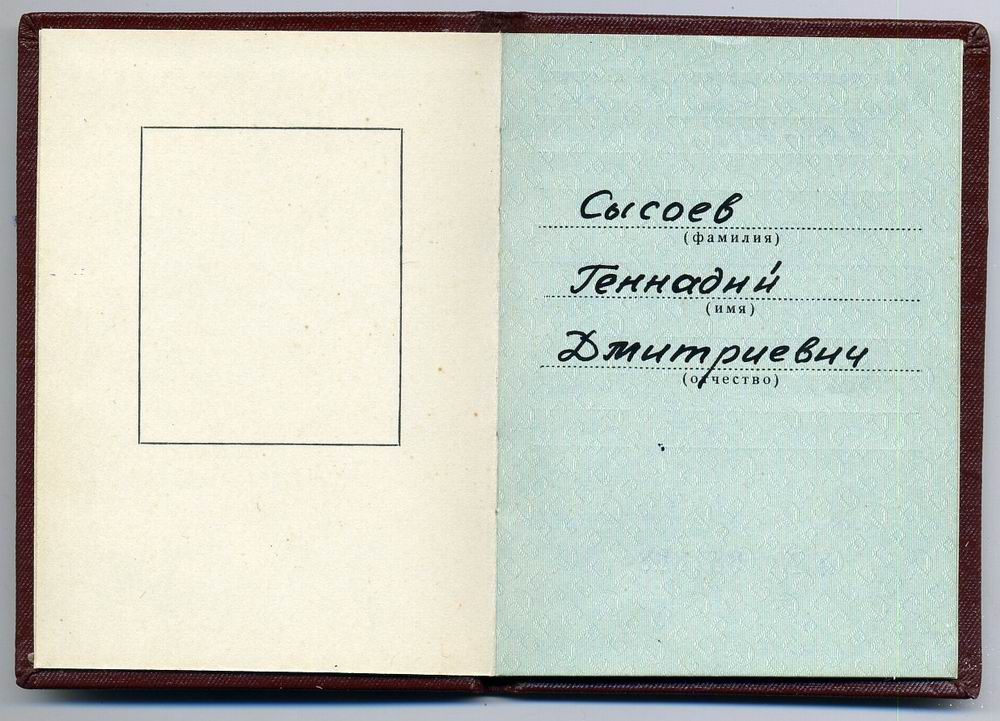 Сысоев
(фамилия)
Геннадий
(имя)
Дмитриевич
(отчество)